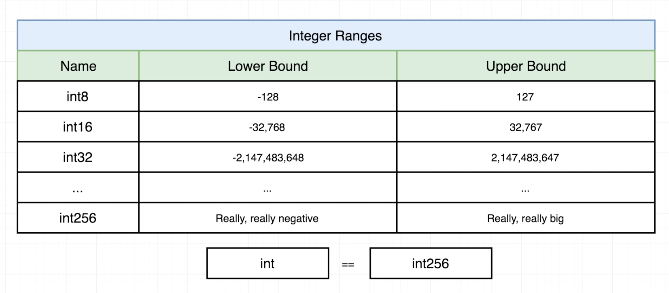 Integer Ranges
Name Lower Bound Upper Bound
int8 -128 127
int16 -32,768 32,767
int32 -2,147,483,648 2,147,483,647
... ... ...
int256 Really, really negative Really, really big
int == int256